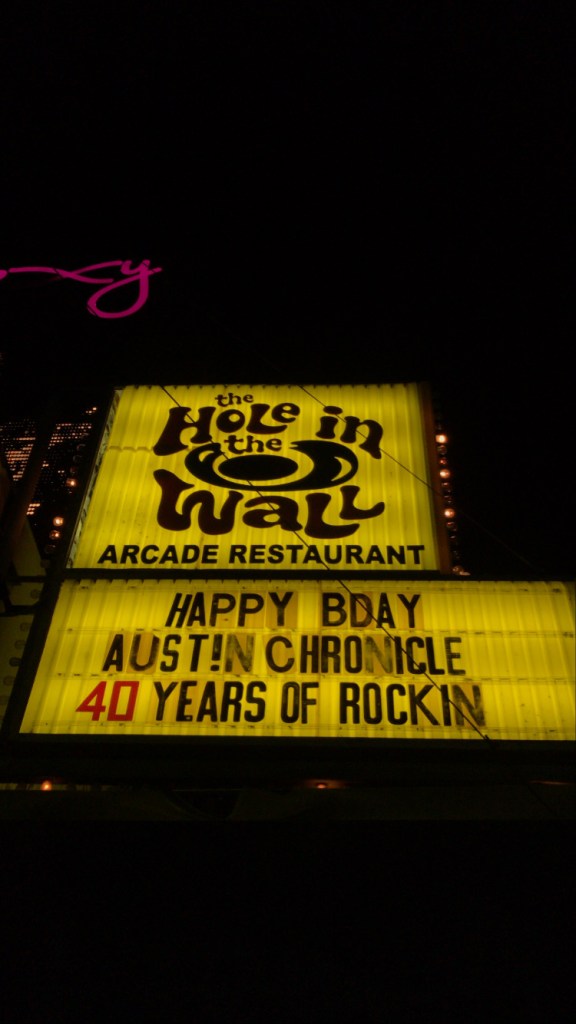 the
Hole in
the
Wall
ARCADE RESTAURANT
HAPPY BDAY
AUST!N CHRONICLE
40 YEARS OF ROCKIN